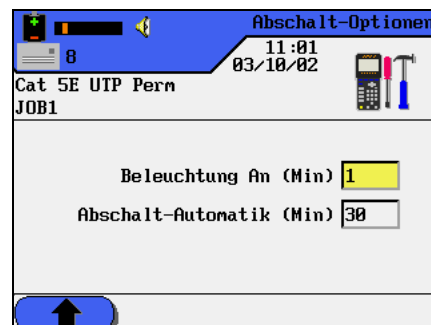 Abschalt-Optionen
8
11:01
03/10/02
Cat 5E UTP Perm
JOB1
Beleuchtung An (Min) 1
Abschalt-Automatik (Min) 30